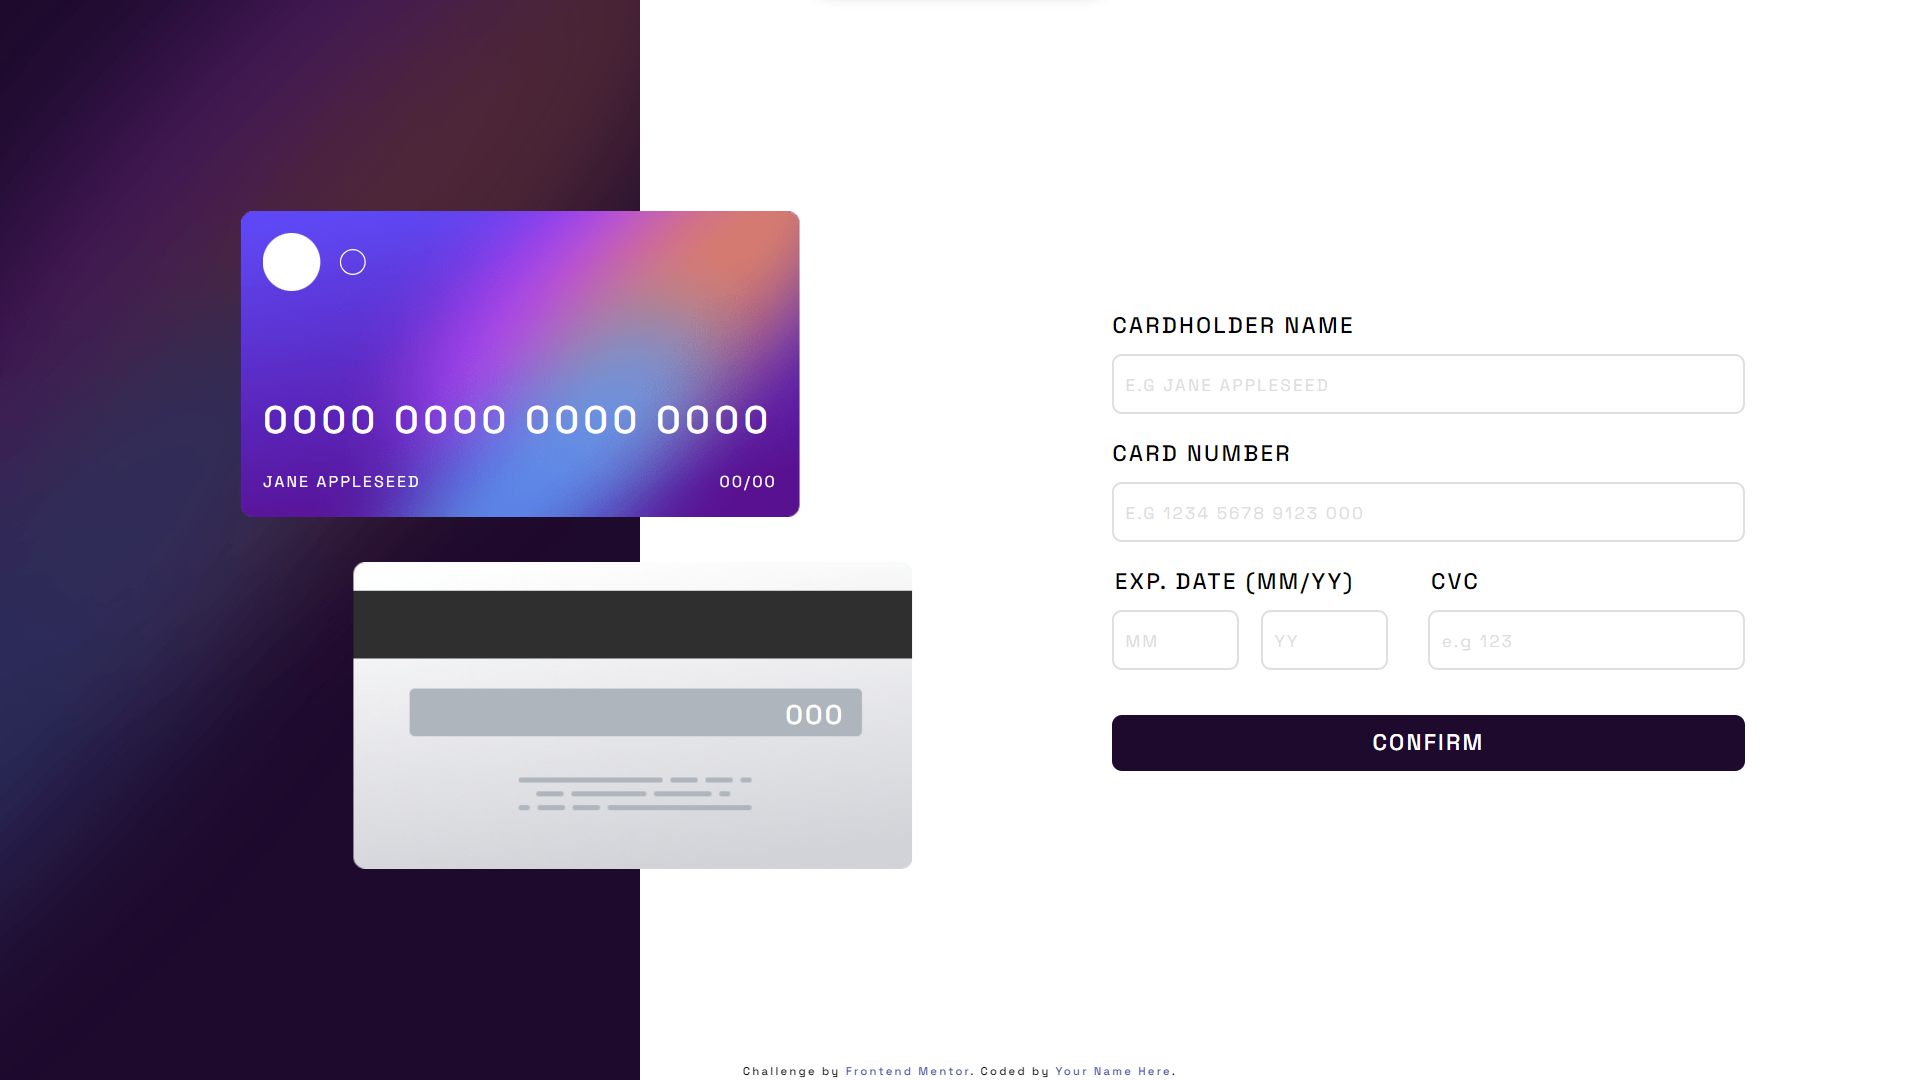 0000 0000 0000 0000
JANE APPLESEED
00/00
000
CARDHOLDER NAME
E.G JANE APPLESEED
CARD NUMBER
E.G 1234 5678 9123 000
EXP. DATE (MM/YY)
CVC
MM
YY
e.g 123
CONFIRM
Challenge by Frontend Mentor. Coded by Your Name Here.